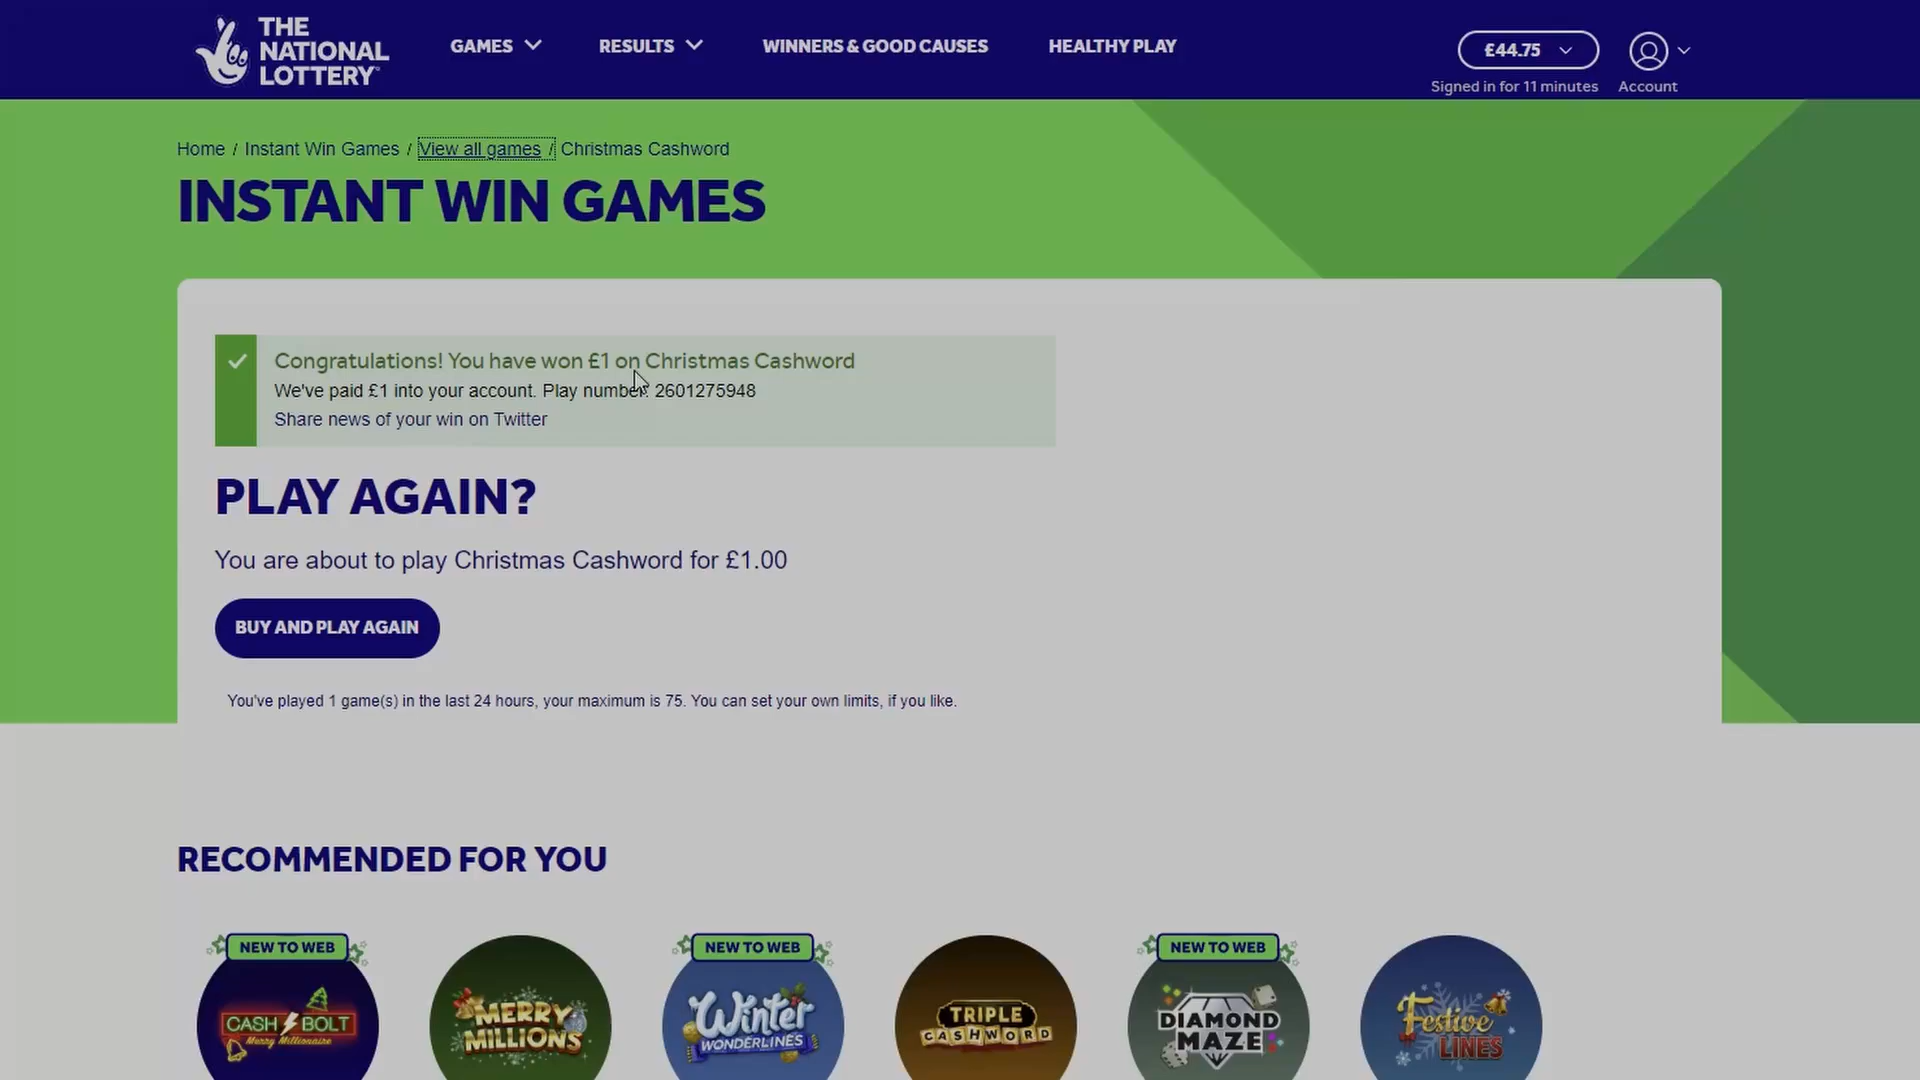 THE
NATIONAL
LOTTERY
GAMES
RESULTS
WINNERS & GOOD CAUSES
HEALTHY PLAY
£44.75
Signed in for 11 minutes
Account
Home / Instant Win Games / View all games / Christmas Cashword
INSTANT WIN GAMES
Congratulations! You have won £1 on Christmas Cashword
We've paid £1 into your account. Play number: 2601275948
Share news of your win on Twitter
PLAY AGAIN?
You are about to play Christmas Cashword for £1.00
BUY AND PLAY AGAIN
You've played 1 game(s) in the last 24 hours, your maximum is 75. You can set your own limits, if you like.
RECOMMENDED FOR YOU
NEW TO WEB
CASH BOLT
Merry Millionaire
MERRY
MILLIONS
NEW TO WEB
Winter
WONDERLINES
TRIPLE
CASHWORD
NEW TO WEB
DIAMOND
MAZE
Festive
LINES